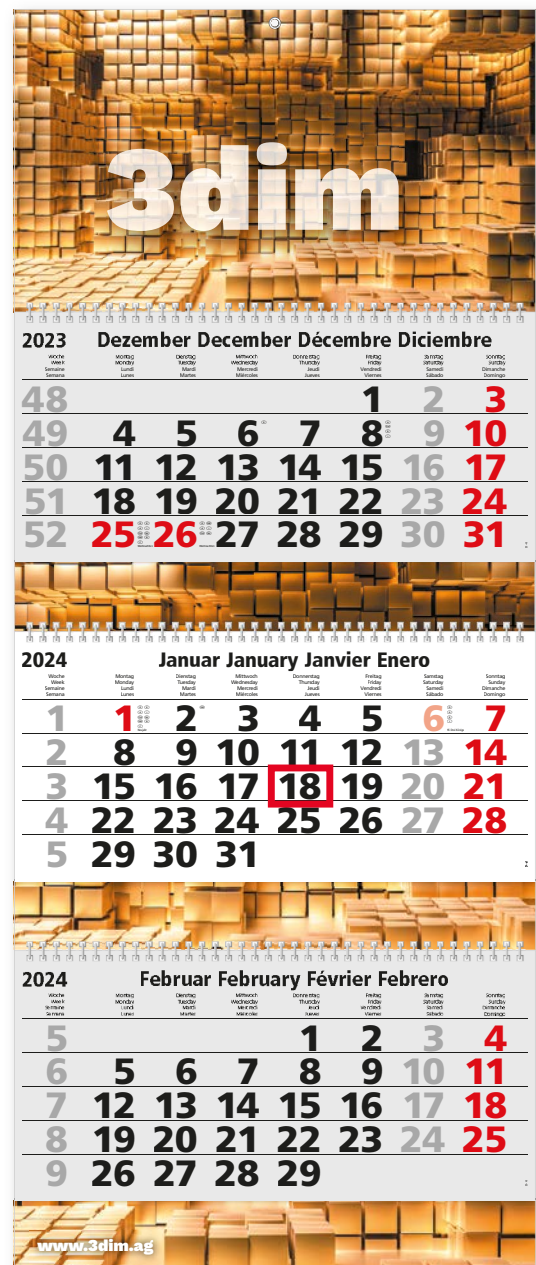 3dim
2023 Dezember December Décembre Diciembre
Woche Montag Dienstag Mittwoch Donnerstag Freitag Samstag Sonntag
Week Monday Tuesday Wednesday Thursday Friday Saturday Sunday
Semaine Lundi Mardi Mercredi Jeudi Vendredi Samedi Dimanche
Semana Lunes Martes Miércoles Jueves Viernes Sábado Domingo
48 1 2 3
49 4 5 6 7 8 9 10
50 11 12 13 14 15 16 17
51 18 19 20 21 22 23 24
52 25 26 27 28 29 30 31
2024 Januar January Janvier Enero
Woche Montag Dienstag Mittwoch Donnerstag Freitag Samstag Sonntag
Week Monday Tuesday Wednesday Thursday Friday Saturday Sunday
Semaine Lundi Mardi Mercredi Jeudi Vendredi Samedi Dimanche
Semana Lunes Martes Miércoles Jueves Viernes Sábado Domingo
1 1 2 3 4 5 6 7
2 8 9 10 11 12 13 14
3 15 16 17 18 19 20 21
4 22 23 24 25 26 27 28
5 29 30 31
2024 Februar February Février Febrero
Woche Montag Dienstag Mittwoch Donnerstag Freitag Samstag Sonntag
Week Monday Tuesday Wednesday Thursday Friday Saturday Sunday
Semaine Lundi Mardi Mercredi Jeudi Vendredi Samedi Dimanche
Semana Lunes Martes Miércoles Jueves Viernes Sábado Domingo
5 1 2 3 4
6 5 6 7 8 9 10 11
7 12 13 14 15 16 17 18
8 19 20 21 22 23 24 25
9 26 27 28 29
www.3dim.ag